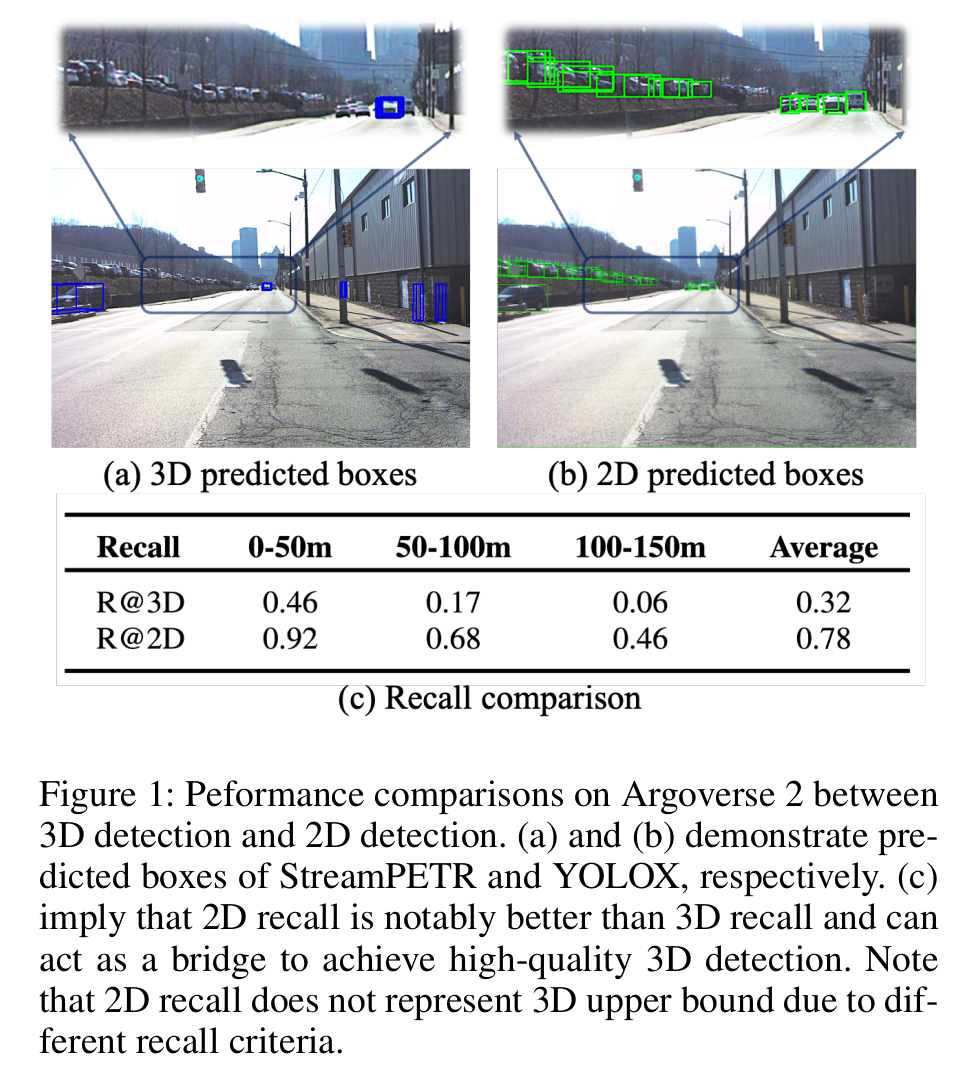 (a) 3D predicted boxes (b) 2D predicted boxes
Recall 0-50m 50-100m 100-150m Average
R@3D 0.46 0.17 0.06 0.32
R@2D 0.92 0.68 0.46 0.78
(c) Recall comparison
Figure 1: Peformance comparisons on Argoverse 2 between
3D detection and 2D detection. (a) and (b) demonstrate pre-
dicted boxes of StreamPETR and YOLOX, respectively. (c)
imply that 2D recall is notably better than 3D recall and can
act as a bridge to achieve high-quality 3D detection. Note
that 2D recall does not represent 3D upper bound due to dif-
ferent recall criteria.